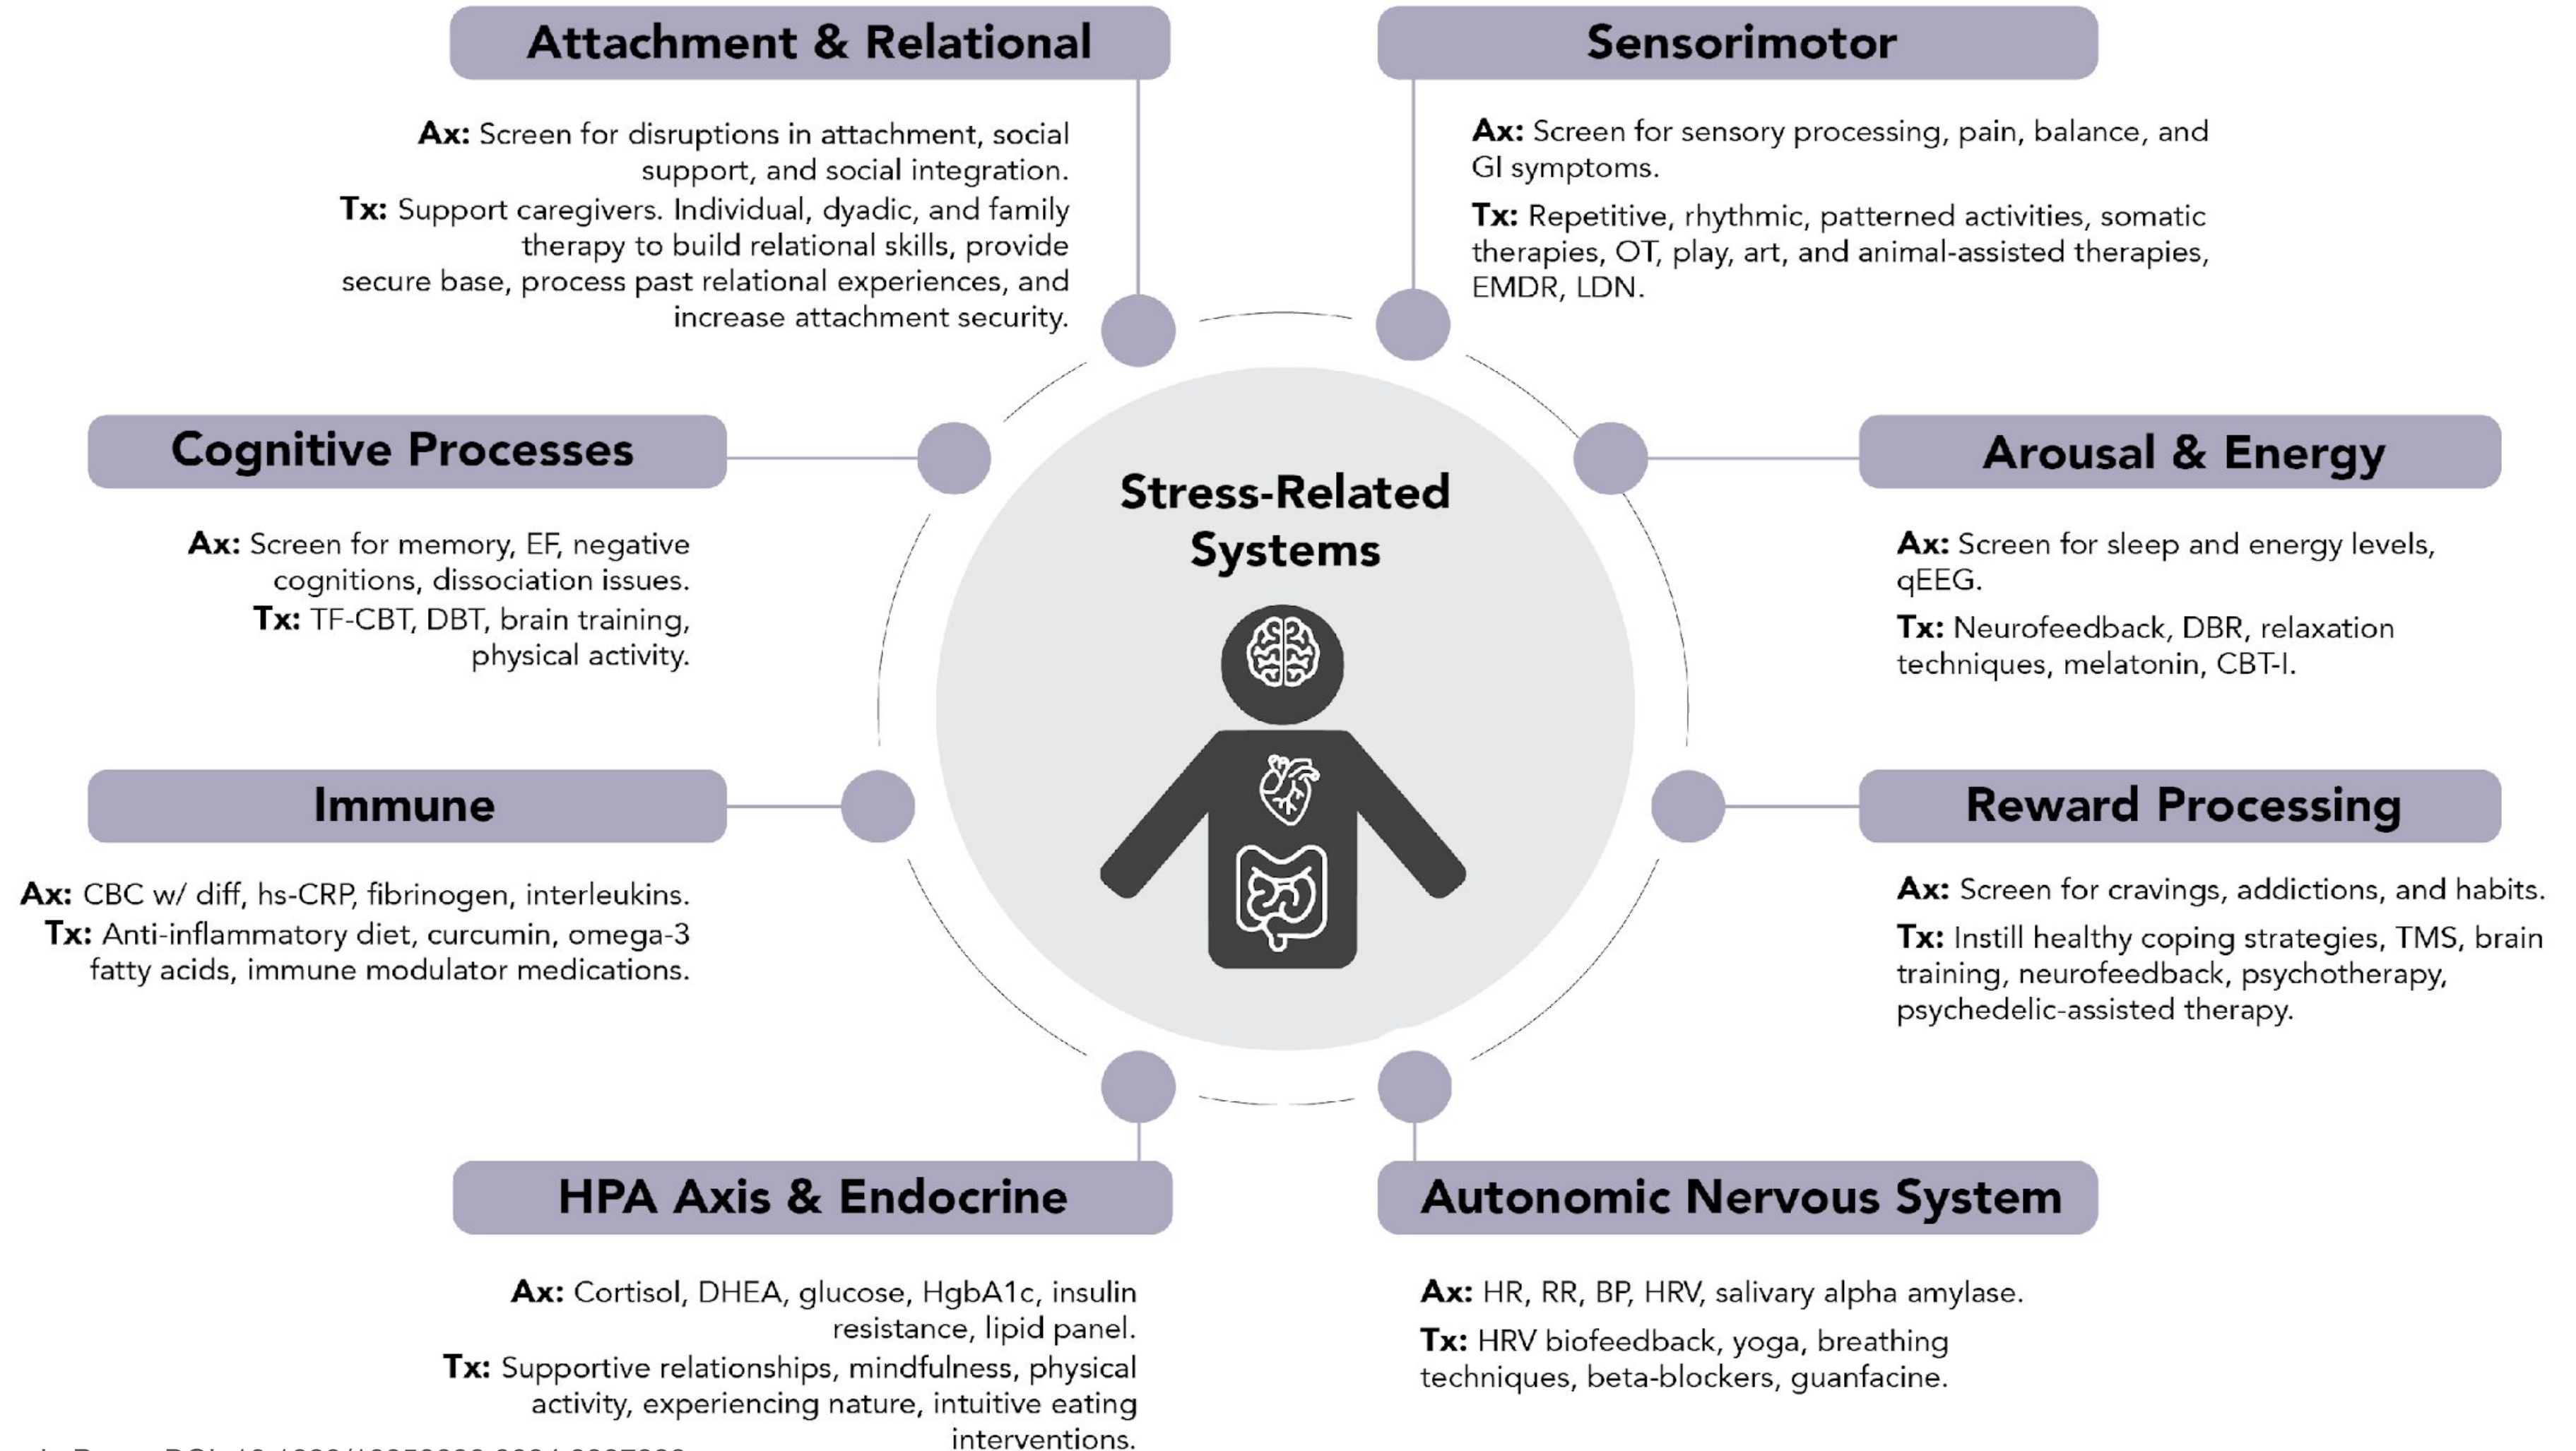 Attachment & Relational
Ax: Screen for disruptions in attachment, social
support, and social integration.
Tx: Support caregivers. Individual, dyadic, and family
therapy to build relational skills, provide
secure base, process past relational experiences, and
increase attachment security.
Sensorimotor
Ax: Screen for sensory processing, pain, balance, and
GI symptoms.
Tx: Repetitive, rhythmic, patterned activities, somatic
therapies, OT, play, art, and animal-assisted therapies,
EMDR, LDN.
Cognitive Processes
Ax: Screen for memory, EF, negative
cognitions, dissociation issues.
Tx: TF-CBT, DBT, brain training,
physical activity.
Stress-Related
Systems
Arousal & Energy
Ax: Screen for sleep and energy levels,
qEEG.
Tx: Neurofeedback, DBR, relaxation
techniques, melatonin, CBT-I.
Immune
Ax: CBC w/ diff, hs-CRP, fibrinogen, interleukins.
Tx: Anti-inflammatory diet, curcumin, omega-3
fatty acids, immune modulator medications.
Reward Processing
Ax: Screen for cravings, addictions, and habits.
Tx: Instill healthy coping strategies, TMS, brain
training, neurofeedback, psychotherapy,
psychedelic-assisted therapy.
HPA Axis & Endocrine
Ax: Cortisol, DHEA, glucose, HgbA1c, insulin
resistance, lipid panel.
Tx: Supportive relationships, mindfulness, physical
activity, experiencing nature, intuitive eating
interventions.
Autonomic Nervous System
Ax: HR, RR, BP, HRV, salivary alpha amylase.
Tx: HRV biofeedback, yoga, breathing
techniques, beta-blockers, guanfacine.